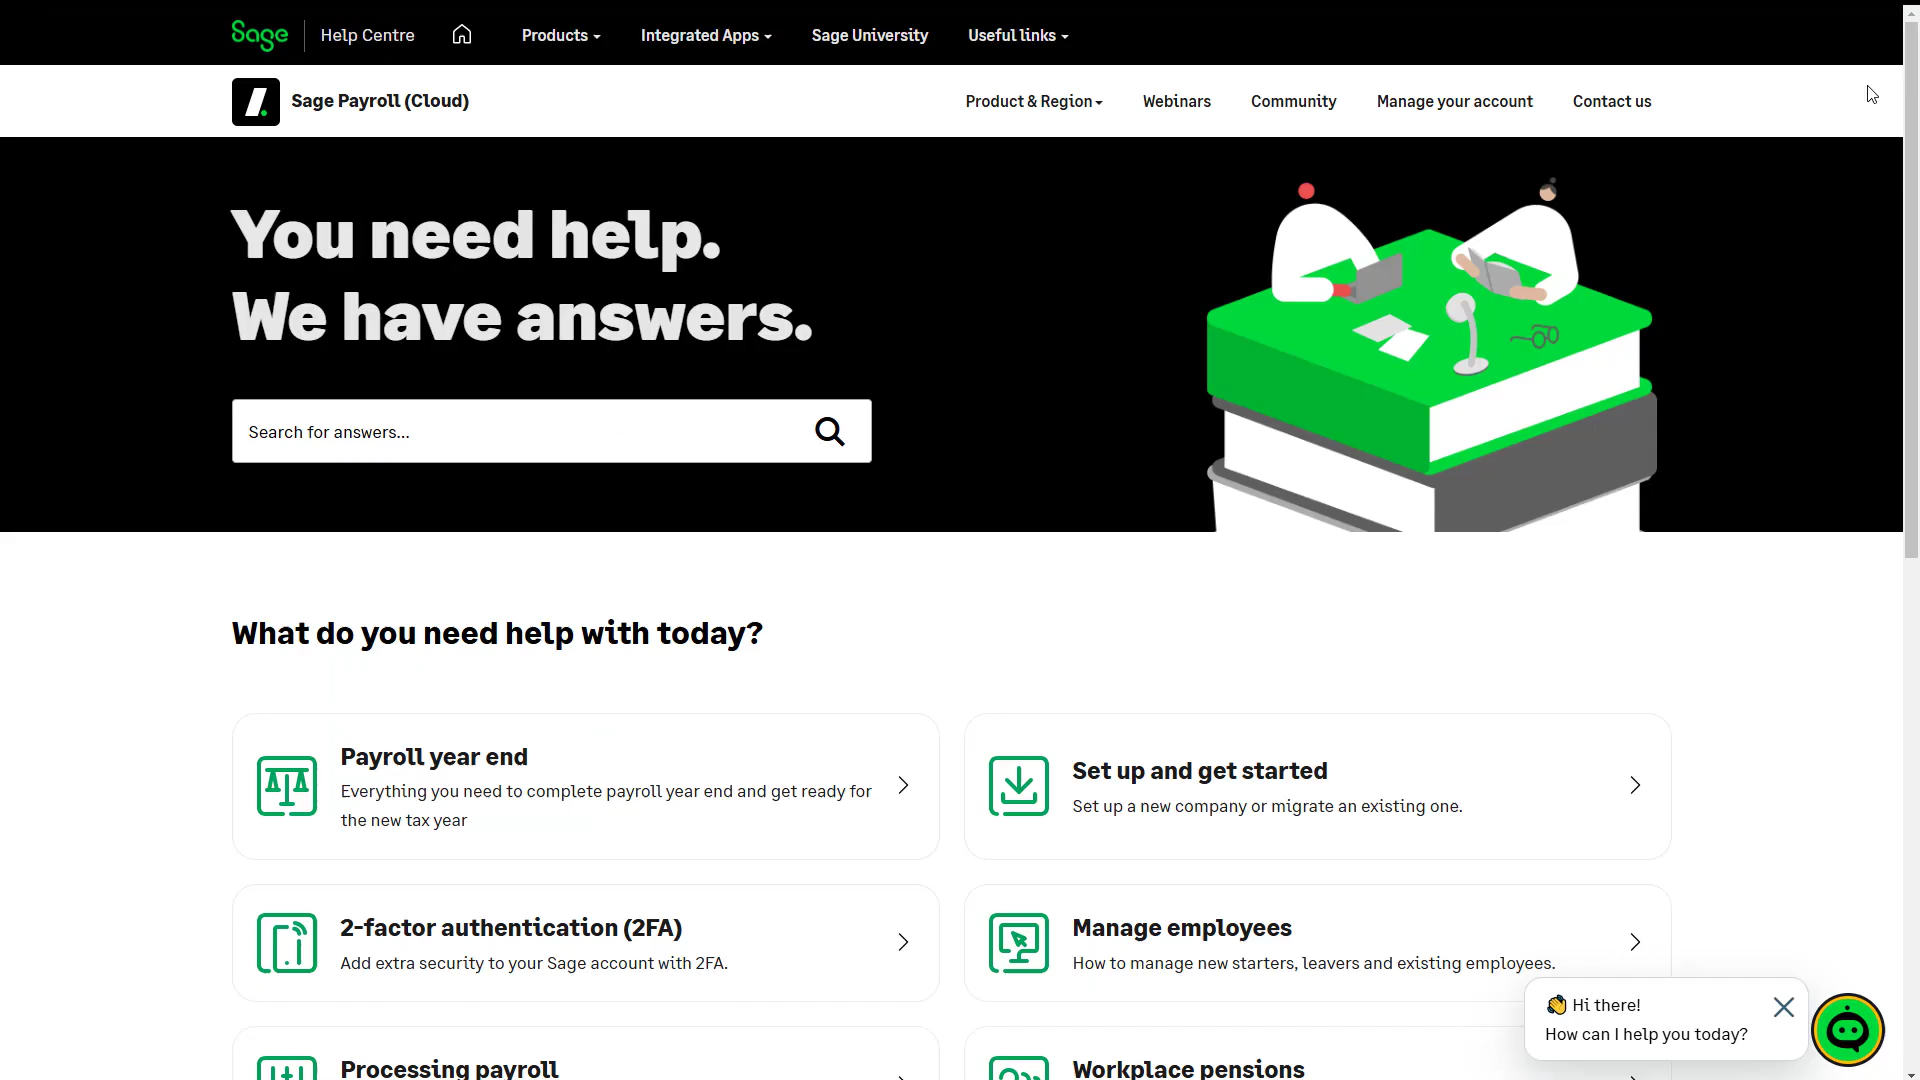 Sage
Help Centre
Products
Integrated Apps
Sage University
Useful links
Sage Payroll (Cloud)
Product & Region
Webinars
Community
Manage your account
Contact us
You need help.
We have answers.
Search for answers...
What do you need help with today?
Payroll year end
Everything you need to complete payroll year end and get ready for
the new tax year
Set up and get started
Set up a new company or migrate an existing one.
2-factor authentication (2FA)
Add extra security to your Sage account with 2FA.
Manage employees
How to manage new starters, leavers and existing employees.
Processing payroll
Workplace pensions
👋 Hi there!
How can I help you today?